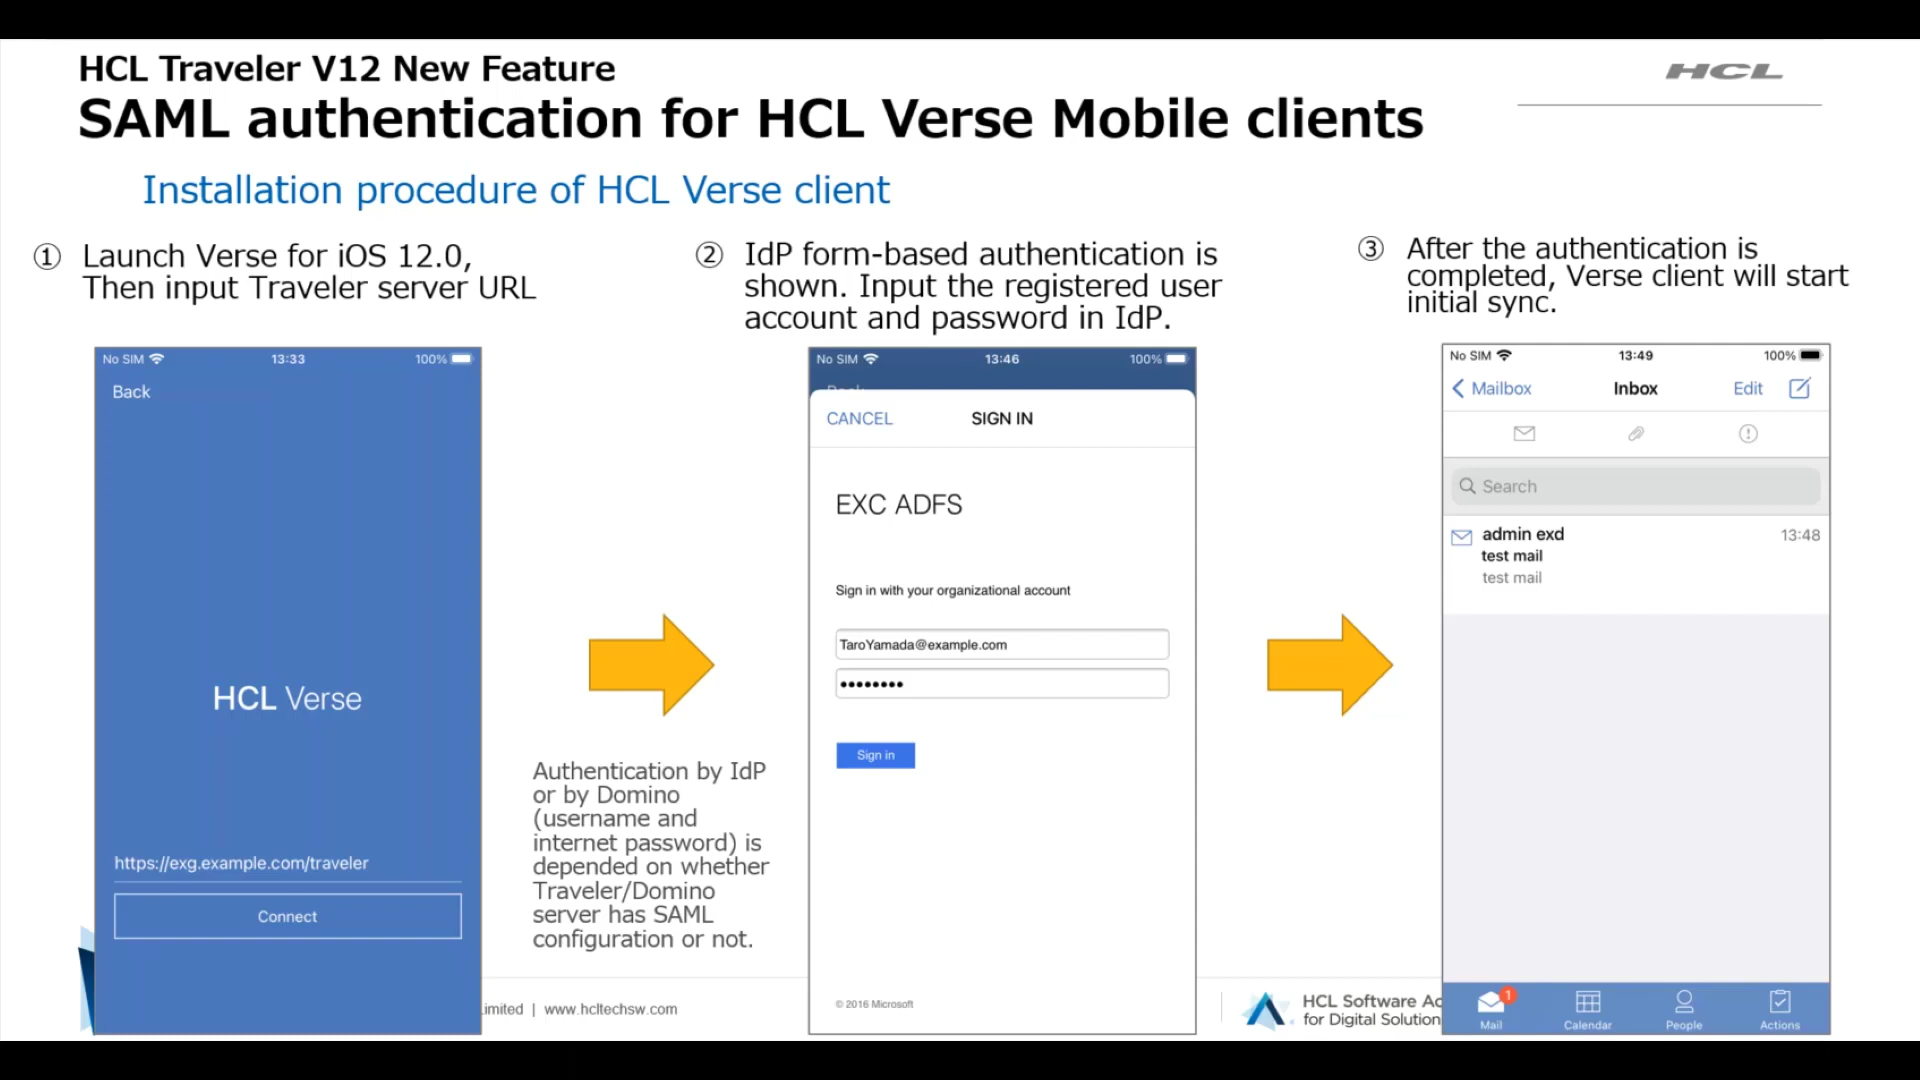 HCL Traveler V12 New Feature
HCL
SAML authentication for HCL Verse Mobile clients
Installation procedure of HCL Verse client
① Launch Verse for iOS 12.0,
Then input Traveler server URL
② IdP form-based authentication is
shown. Input the registered user
account and password in IdP.
③ After the authentication is
completed, Verse client will start
initial sync.
No SIM 13:33 100%
Back
HCL Verse
https://exg.example.com/traveler
Connect
Authentication by IdP
or by Domino
(username and
internet password) is
depended on whether
Traveler/Domino
server has SAML
configuration or not.
No SIM 13:46 100%
CANCEL SIGN IN
EXC ADFS
Sign in with your organizational account
TaroYamada@example.com
••••••••
Sign in
© 2016 Microsoft
No SIM 13:49 100%
Mailbox Inbox Edit
Search
admin exd 13:48
test mail
test mail
1
Mail Calendar People Actions
imited | www.hcltechsw.com
HCL Software Ac
for Digital Solution